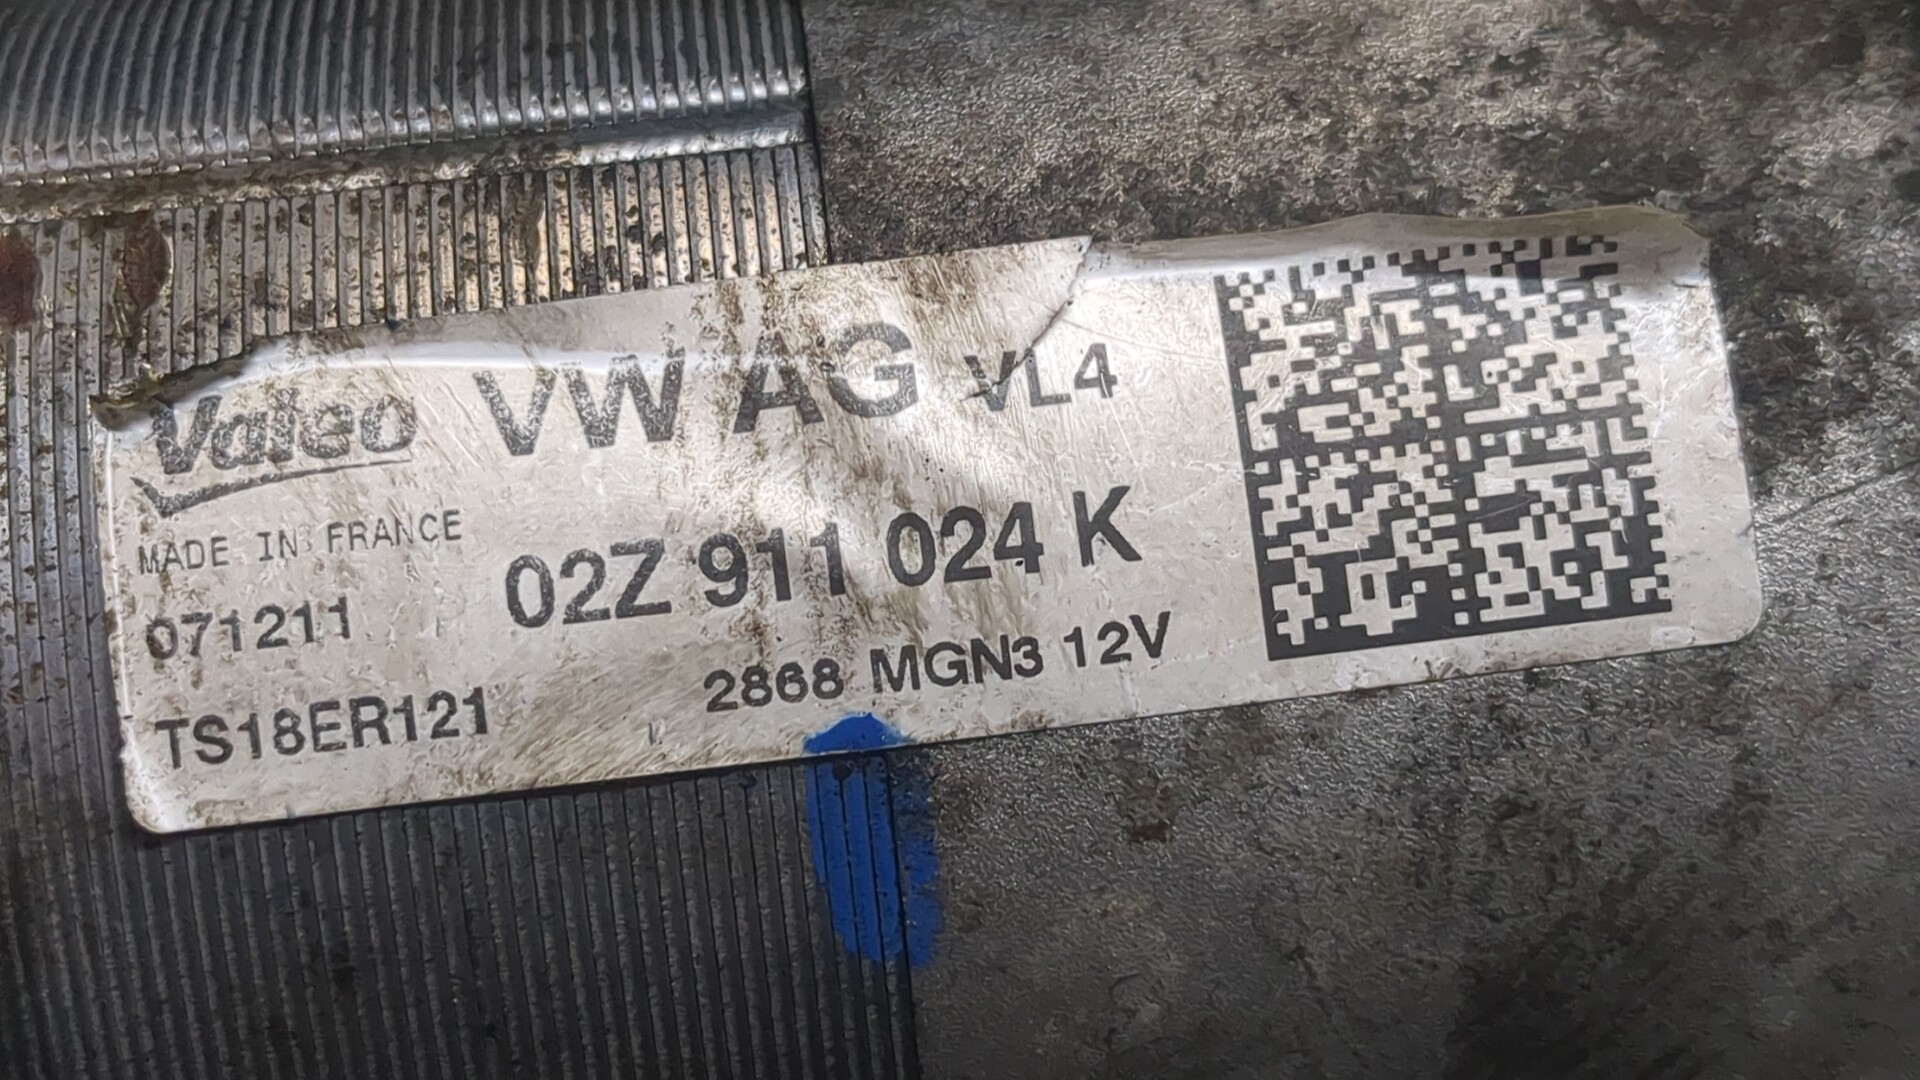 Valeo VW AG VL4
MADE IN FRANCE
02Z 911 024 K
071211
2868 MGN3 12V
TS18ER121